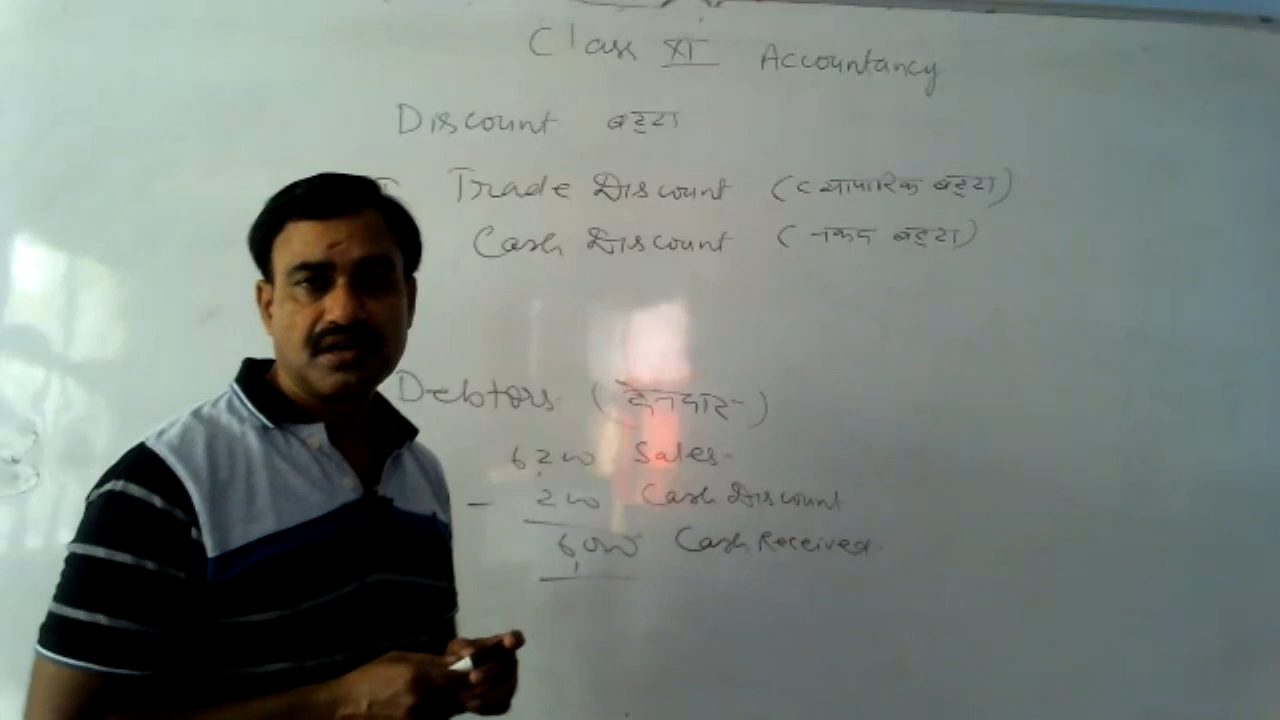 Class XI Accountancy
Discount बट्टा
Trade Discount (व्यापारिक बट्टा)
Cash Discount (नकद बट्टा)
Debtors (देनदार)
6200 Sales
- 200 Cash Discount
6,000 Cash Received